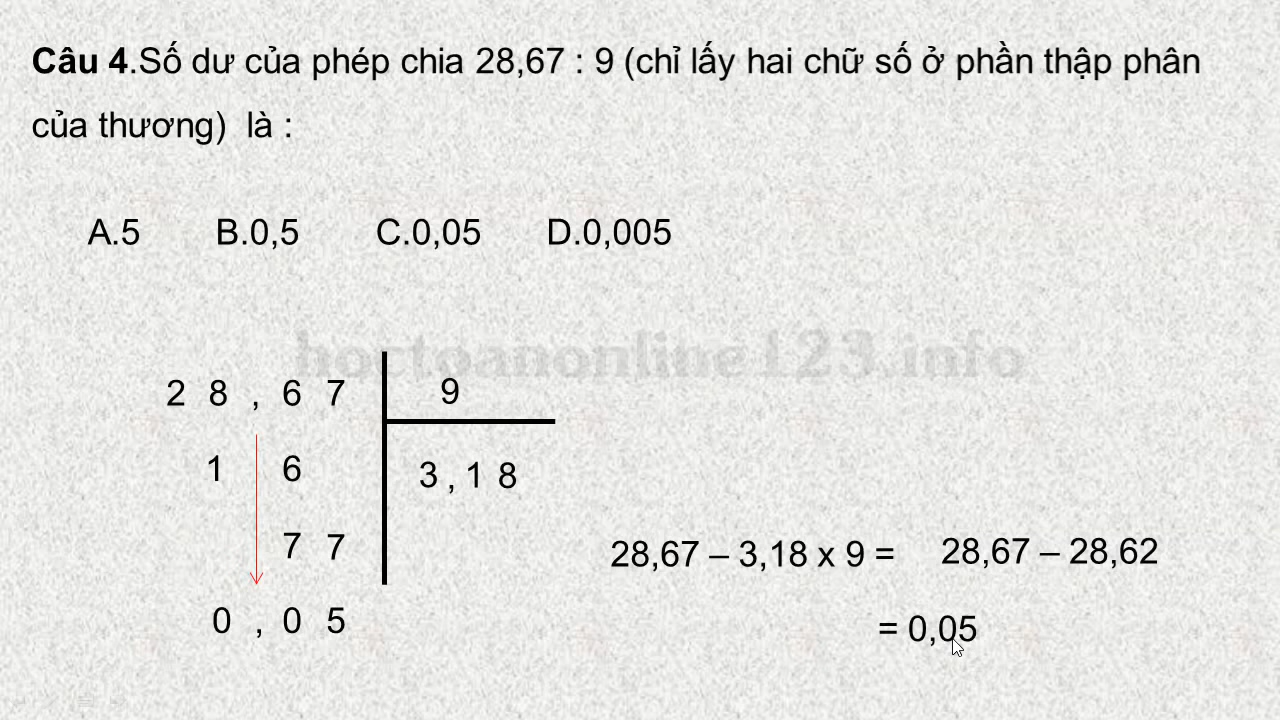 Câu 4.Số dư của phép chia 28,67 : 9 (chỉ lấy hai chữ số ở phần thập phân
của thương)  là :
A.5 B.0,5 C.0,05 D.0,005
hoctoanonline123.info
2 8 , 6 7 9
1 6 3 , 1 8
7 7
28,67 – 3,18 x 9 = 28,67 – 28,62
0 , 0 5 = 0,05